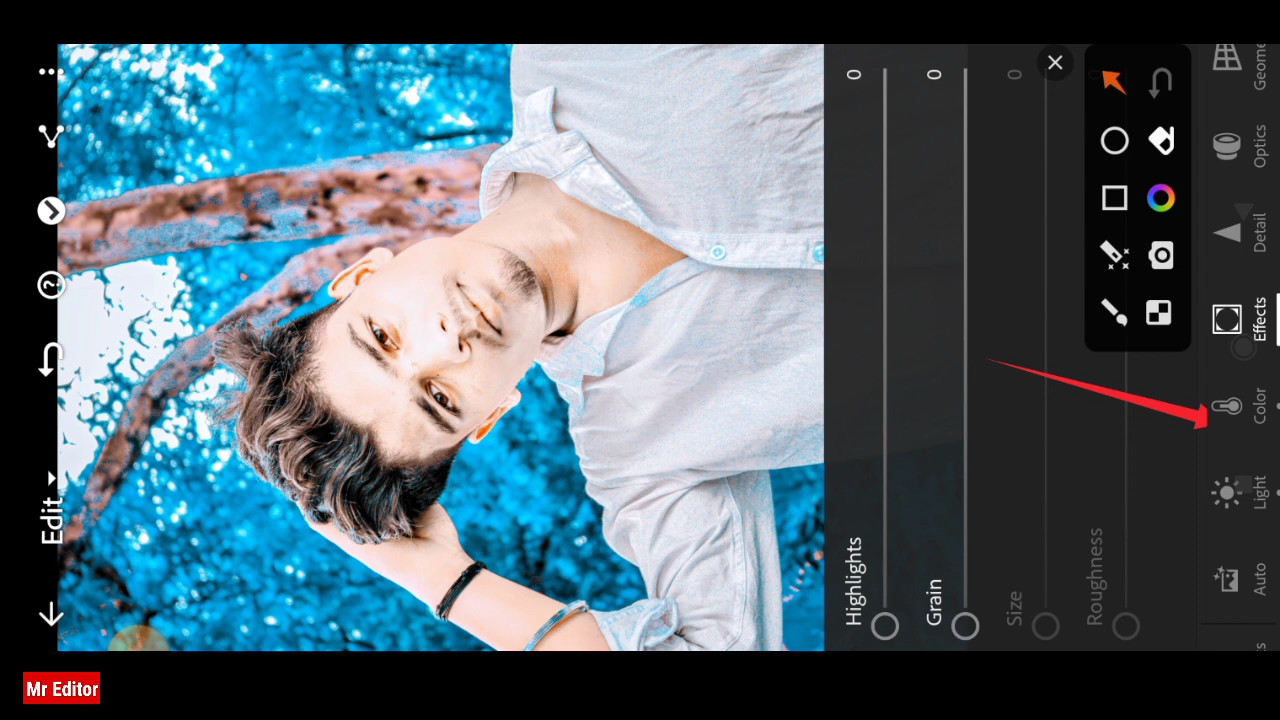 Edit
Highlights
0
Grain
0
Size
0
Roughness
Auto
Light
Color
Effects
Detail
Optics
Geome
Mr Editor